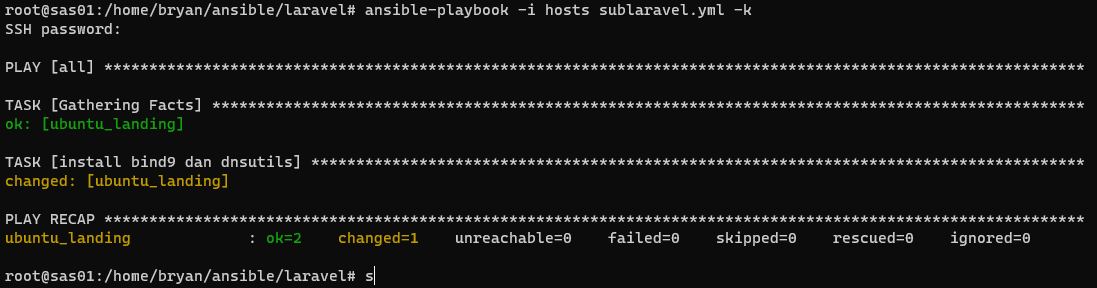 root@sas01:/home/bryan/ansible/laravel# ansible-playbook -i hosts sublaravel.yml -k
SSH password:
PLAY [all] *************************************************************************************************************
TASK [Gathering Facts] *************************************************************************************************
ok: [ubuntu_landing]
TASK [install bind9 dan dnsutils] **************************************************************************************
changed: [ubuntu_landing]
PLAY RECAP *************************************************************************************************************
ubuntu_landing             : ok=2    changed=1    unreachable=0    failed=0    skipped=0    rescued=0    ignored=0
root@sas01:/home/bryan/ansible/laravel# s